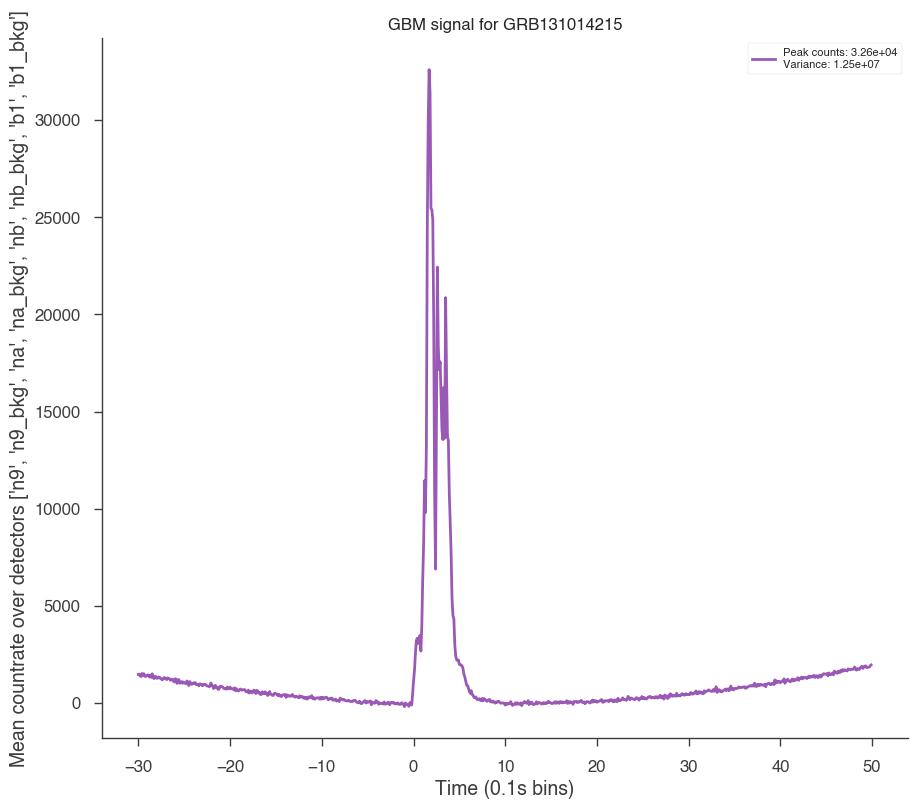 GBM signal for GRB131014215
Peak counts: 3.26e+04
Variance: 1.25e+07
Mean countrate over detectors ['n9', 'n9_bkg', 'na', 'na_bkg', 'nb', 'nb_bkg', 'b1', 'b1_bkg']
30000
25000
20000
15000
10000
5000
0
−30 −20 −10 0 10 20 30 40 50
Time (0.1s bins)